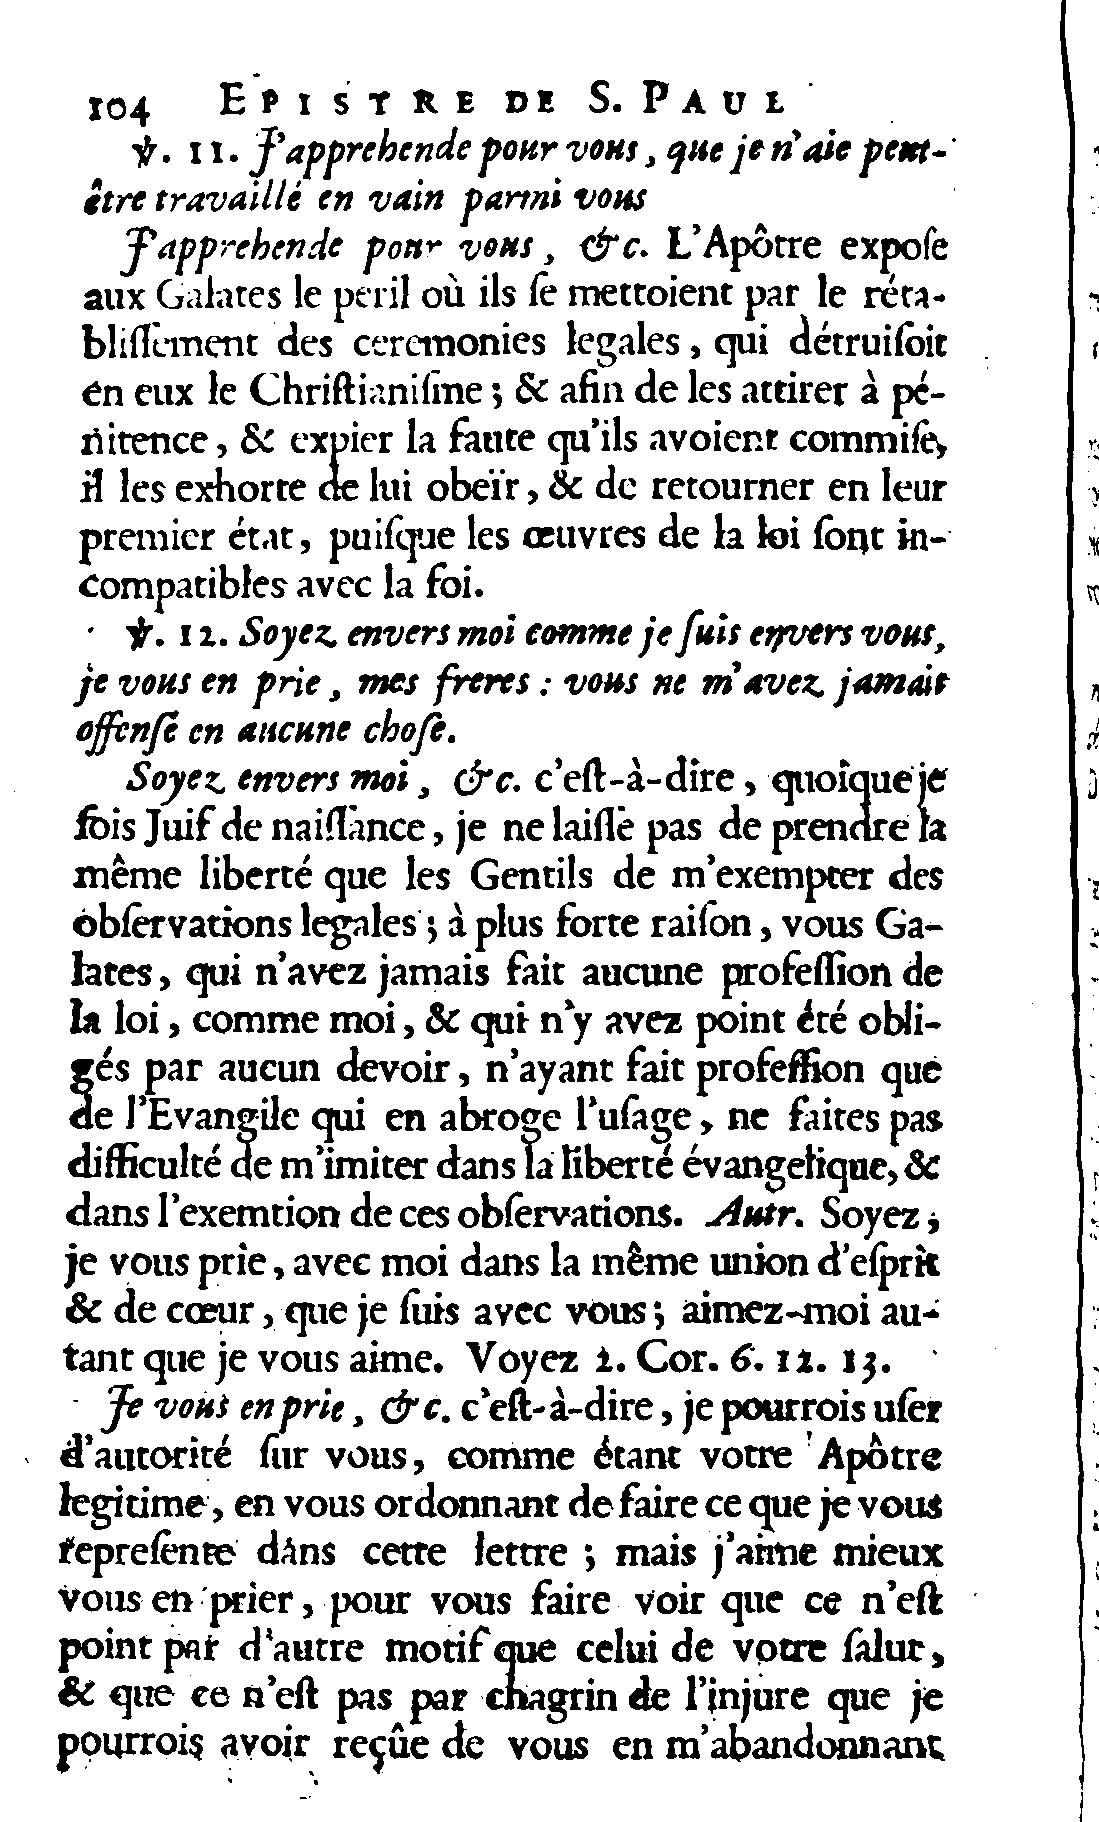 104 EPISTRE DE S. PAUL
℣. 11. J'apprehende pour vous, que je n'aie peut-
être travaillé en vain parmi vous
J'apprehende pour vous, &c. L'Apôtre expoſe
aux Galates le peril où ils ſe mettoient par le réta-
bliſſement des ceremonies legales, qui détruiſoit
en eux le Chriſtianiſme; & afin de les attirer à pé-
nitence, & expier la faute qu'ils avoient commiſe,
il les exhorte de lui obeïr, & de retourner en leur
premier état, puiſque les œuvres de la loi ſont in-
compatibles avec la foi.
℣. 12. Soyez envers moi comme je ſuis envers vous,
je vous en prie, mes freres: vous ne m'avez jamais
offenſé en aucune choſe.
Soyez envers moi, &c. c'eſt-à-dire, quoique je
ſois Juif de naiſſance, je ne laiſſe pas de prendre la
même liberté que les Gentils de m'exempter des
obſervations legales; à plus forte raiſon, vous Ga-
lates, qui n'avez jamais fait aucune profeſſion de
la loi, comme moi, & qui n'y avez point été obli-
gés par aucun devoir, n'ayant fait profeſſion que
de l'Evangile qui en abroge l'uſage, ne faites pas
difficulté de m'imiter dans la liberté évangelique, &
dans l'exemtion de ces obſervations. Autr. Soyez,
je vous prie, avec moi dans la même union d'eſprit
& de cœur, que je ſuis avec vous; aimez-moi au-
tant que je vous aime. Voyez 2. Cor. 6. 12. 13.
Je vous en prie, &c. c'eſt-à-dire, je pourrois uſer
d'autorité ſur vous, comme étant votre Apôtre
legitime, en vous ordonnant de faire ce que je vous
repreſente dans cette lettre; mais j'aime mieux
vous en prier, pour vous faire voir que ce n'eſt
point par d'autre motif que celui de votre ſalut,
& que ce n'eſt pas par chagrin de l'injure que je
pourrois avoir reçûe de vous en m'abandonnant